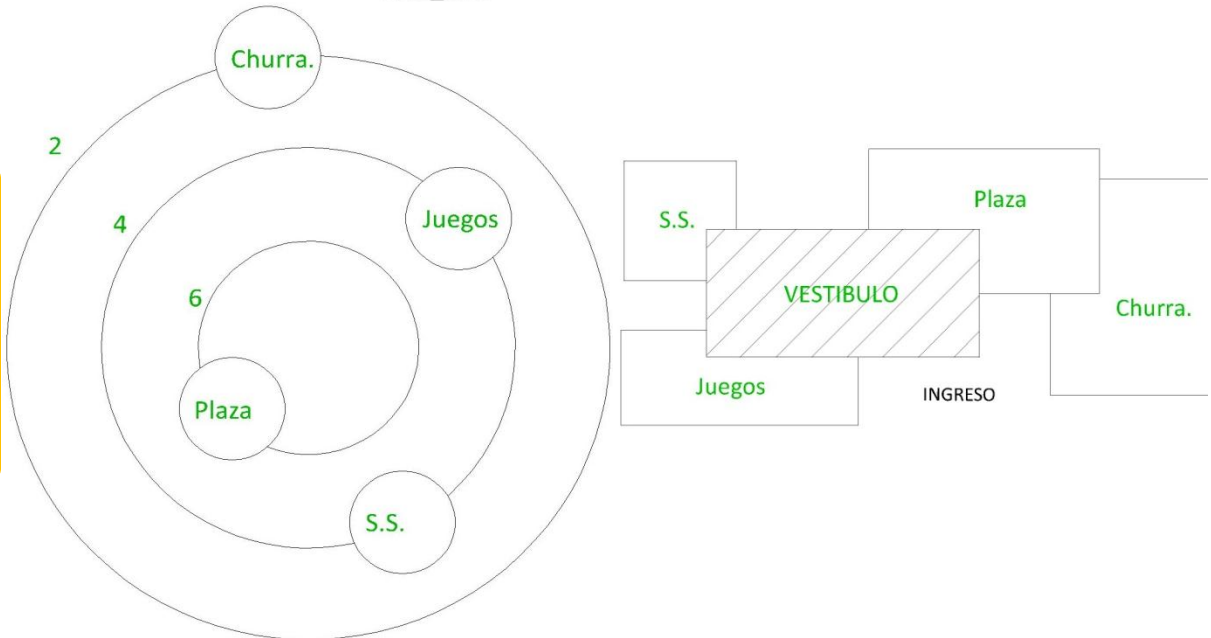 Churra.
2
Juegos
4
6
Plaza
S.S.
Plaza
S.S.
VESTIBULO
Churra.
Juegos
INGRESO